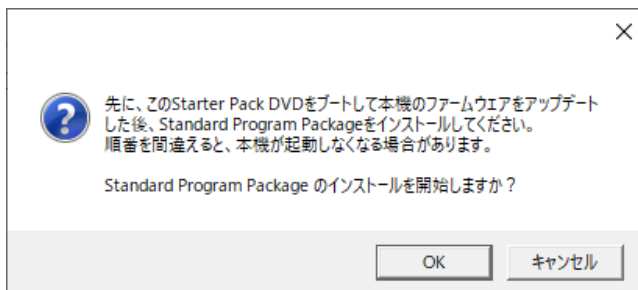 先に、このStarter Pack DVDをブートして本機のファームウェアをアップデート
した後、Standard Program Packageをインストールしてください。
順番を間違えると、本機が起動しなくなる場合があります。
Standard Program Package のインストールを開始しますか？
OK
キャンセル